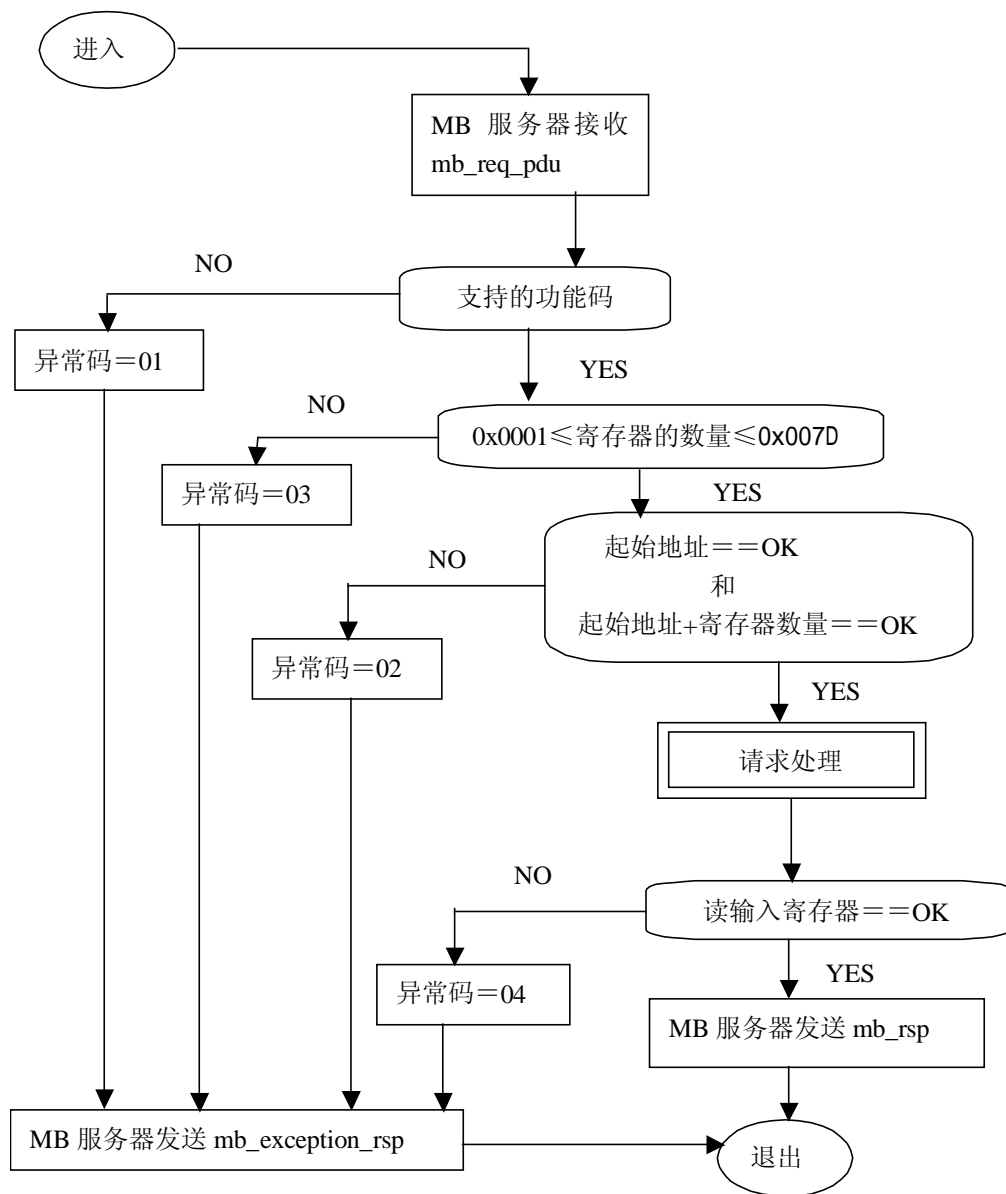 进入
MB 服务器接收
mb_req_pdu
NO
支持的功能码
异常码＝01
YES
NO
0x0001≤寄存器的数量≤0x007D
异常码＝03
YES
起始地址＝＝OK
NO
和
起始地址+寄存器数量＝＝OK
异常码＝02
YES
请求处理
NO
读输入寄存器＝＝OK
YES
异常码＝04
MB 服务器发送 mb_rsp
MB 服务器发送 mb_exception_rsp
退出